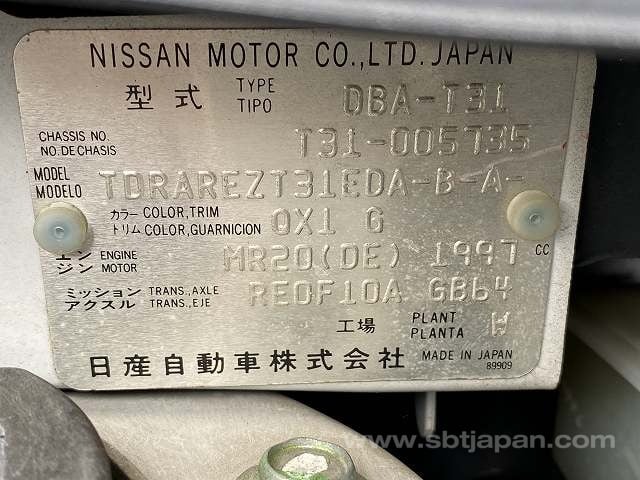 NISSAN MOTOR CO.,LTD. JAPAN
型式 TYPE TIPO DBA-T31
CHASSIS NO. NO. DE CHASIS T31-005735
MODEL MODELO TDRAREZT31EDA-B-A-
カラー COLOR,TRIM トリム COLOR,GUARNICION QX1 G
エンジン ENGINE MOTOR MR20(DE) 1997 CC
ミッション TRANS.,AXLE アクスル TRANS.,EJE RE0F10A GB64
工場 PLANT PLANTA W
日産自動車株式会社 MADE IN JAPAN
89909
www.sbtjapan.com